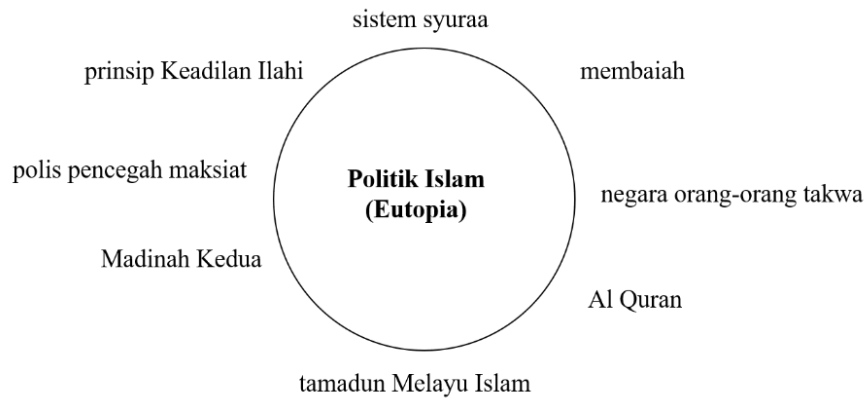 sistem syuraa
prinsip Keadilan Ilahi
membaiah
polis pencegah maksiat
Politik Islam
(Eutopia)
negara orang-orang takwa
Madinah Kedua
Al Quran
tamadun Melayu Islam